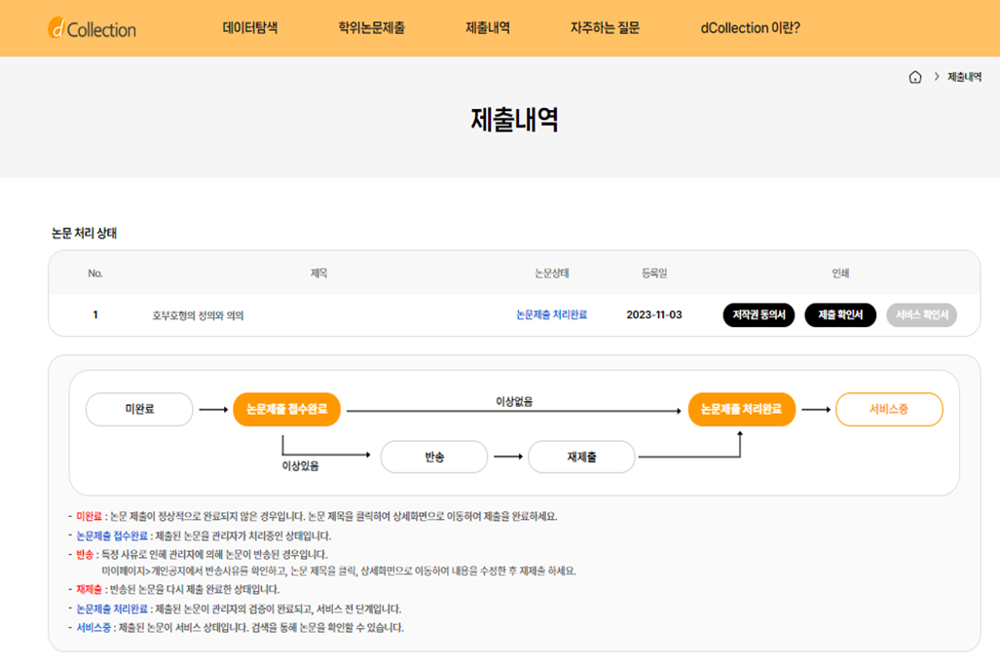 dCollection
데이터탐색
학위논문제출
제출내역
자주하는 질문
dCollection 이란?
제출내역
제출내역
논문 처리 상태
No. 제목 논문상태 등록일 인쇄
1 호부호형의 정의와 의의 논문제출 처리완료 2023-11-03 저작권 동의서 제출 확인서 서비스 확인서
미완료 논문제출 접수완료 이상없음 논문제출 처리완료 서비스중
이상있음 반송 재제출
- 미완료 : 논문 제출이 정상적으로 완료되지 않은 경우입니다. 논문 제목을 클릭하여 상세화면으로 이동하여 제출을 완료하세요.
- 논문제출 접수완료 : 제출된 논문을 관리자가 처리중인 상태입니다.
- 반송 : 특정 사유로 인해 관리자에 의해 논문이 반송된 경우입니다.
마이페이지>개인공지에서 반송사유를 확인하고, 논문 제목을 클릭, 상세화면으로 이동하여 내용을 수정한 후 재제출 하세요.
- 재제출 : 반송된 논문을 다시 제출 완료한 상태입니다.
- 논문제출 처리완료 : 제출된 논문이 관리자의 검증이 완료되고, 서비스 전 단계입니다.
- 서비스중 : 제출된 논문이 서비스 상태입니다. 검색을 통해 논문을 확인할 수 있습니다.